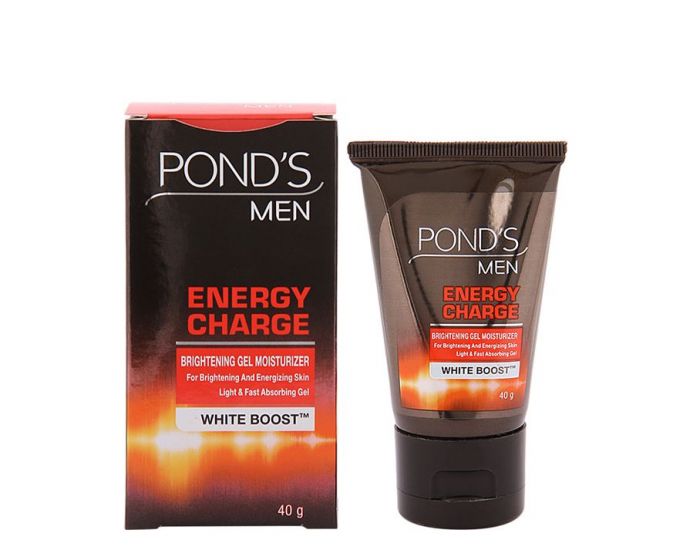 POND'S
MEN
ENERGY
CHARGE
BRIGHTENING GEL MOISTURIZER
For Brightening And Energizing Skin
Light & Fast Absorbing Gel
WHITE BOOST™
40 g
POND'S
MEN
ENERGY
CHARGE
BRIGHTENING GEL MOISTURIZER
For Brightening And Energizing Skin
Light & Fast Absorbing Gel
WHITE BOOST™
40 g